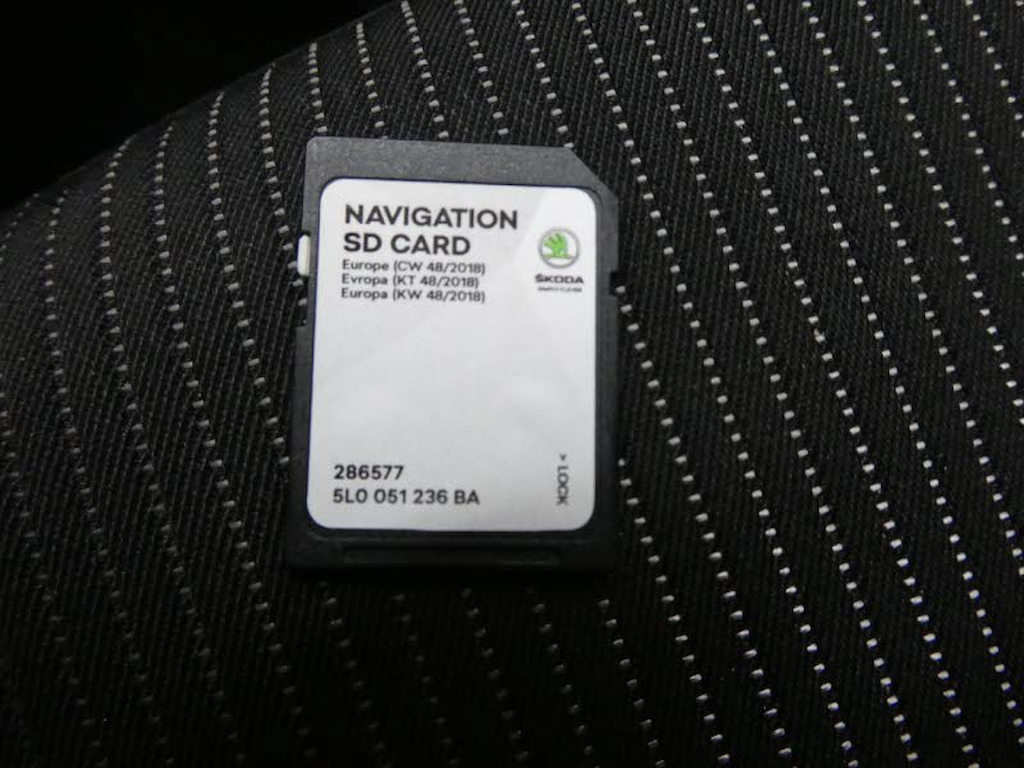 NAVIGATION
SD CARD
Europe (CW 48/2018)
Evropa (KT 48/2018)
Europa (KW 48/2018)
ŠKODA
286577
5L0 051 236 BA
> LOCK